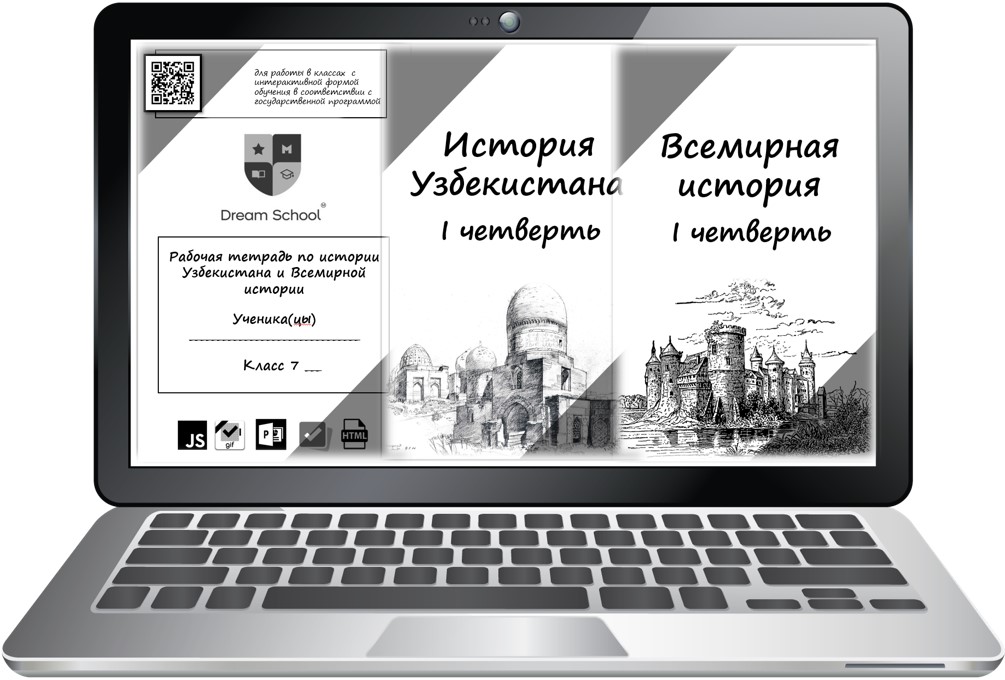 для работы в классах с
интерактивной формой
обучения в соответствии с
государственной программой
Dream School
Рабочая тетрадь по истории
Узбекистана и Всемирной
истории
Ученика(цы)
Класс 7 __
JS
gif
P
HTML
История
Узбекистана
I четверть
Всемирная
история
I четверть